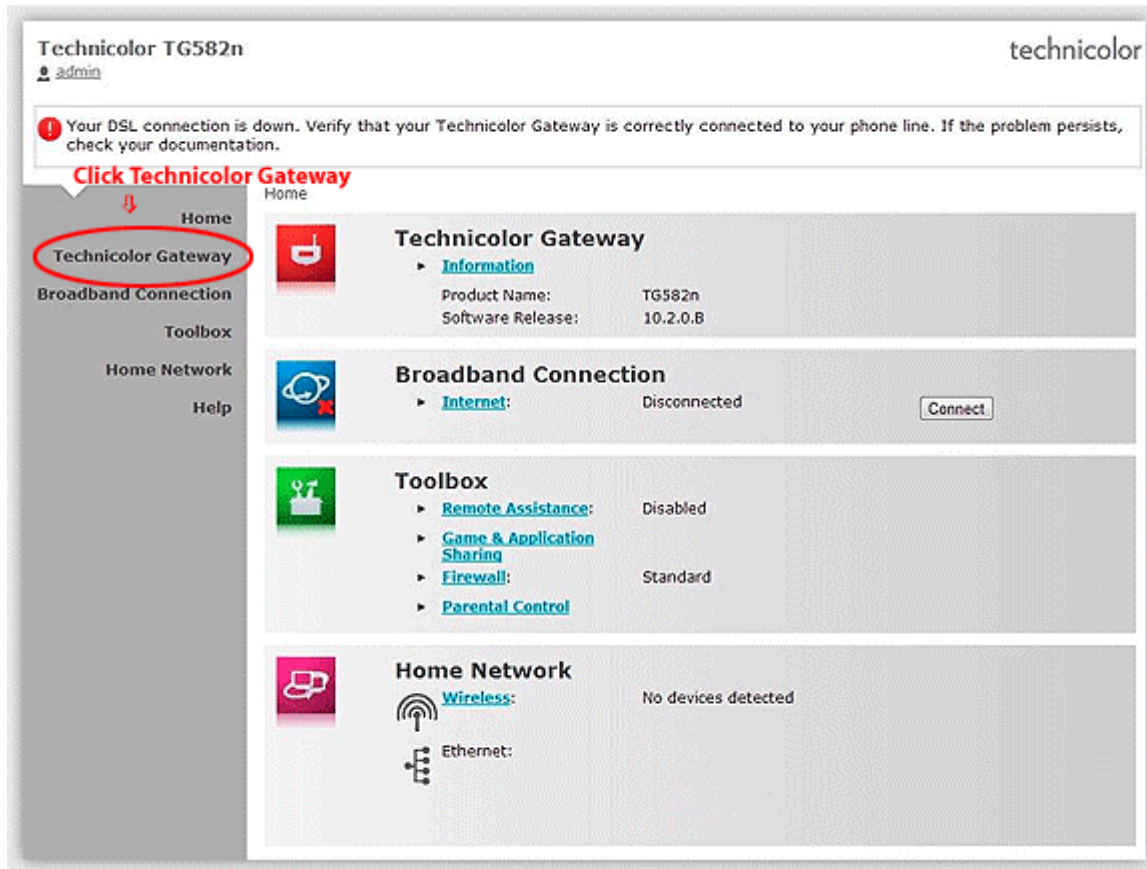 Technicolor TG582n
technicolor
admin
Your DSL connection is down. Verify that your Technicolor Gateway is correctly connected to your phone line. If the problem persists,
check your documentation.
Click Technicolor Gateway
Home
Home
Technicolor Gateway
Broadband Connection
Toolbox
Home Network
Help
Technicolor Gateway
Information
Product Name: TG582n
Software Release: 10.2.0.B
Broadband Connection
Internet: Disconnected Connect
Toolbox
Remote Assistance: Disabled
Game & Application
Sharing
Firewall: Standard
Parental Control
Home Network
Wireless: No devices detected
Ethernet: